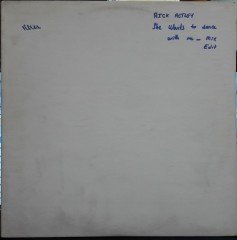 RICK ASTLEY
She Wants to dance
with me - Mix
Edit